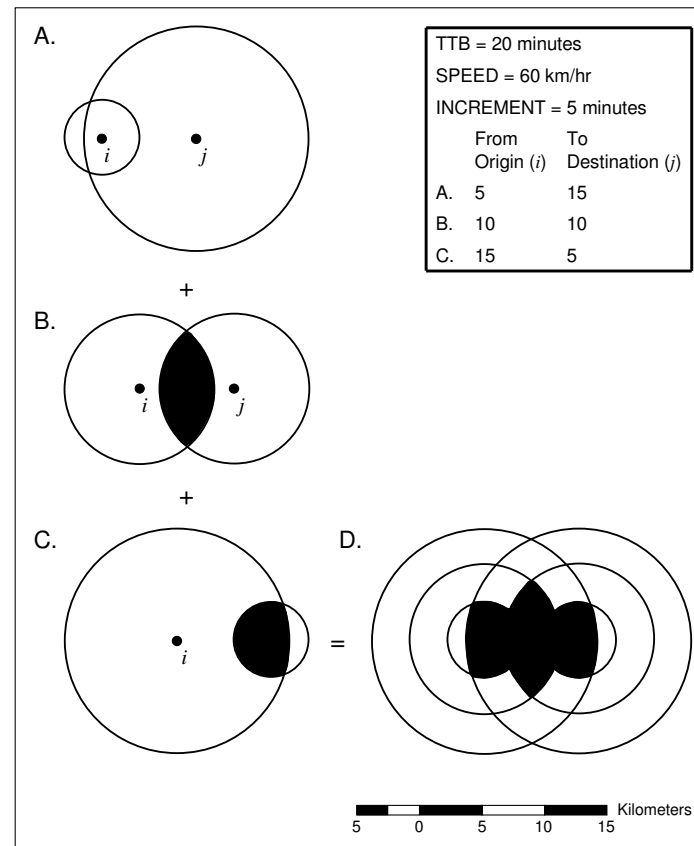 A.
i
j
TTB = 20 minutes
SPEED = 60 km/hr
INCREMENT = 5 minutes
From To
Origin (i) Destination (j)
A. 5 15
B. 10 10
C. 15 5
+
B.
i
j
+
C.
i
=
D.
5 0 5 10 15
Kilometers